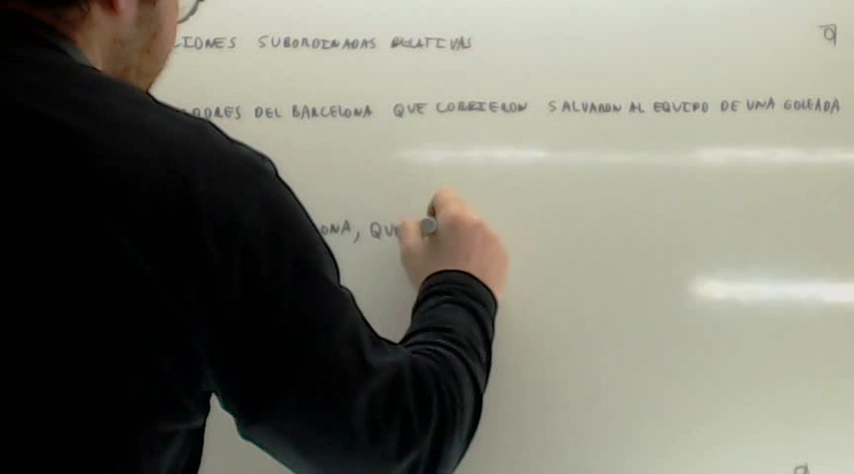 CIONES SUBORDINADAS RELATIVAS
DORES DEL BARCELONA QUE CORRIERON SALVARON AL EQUIPO DE UNA GOLEADA
ONA, QUE